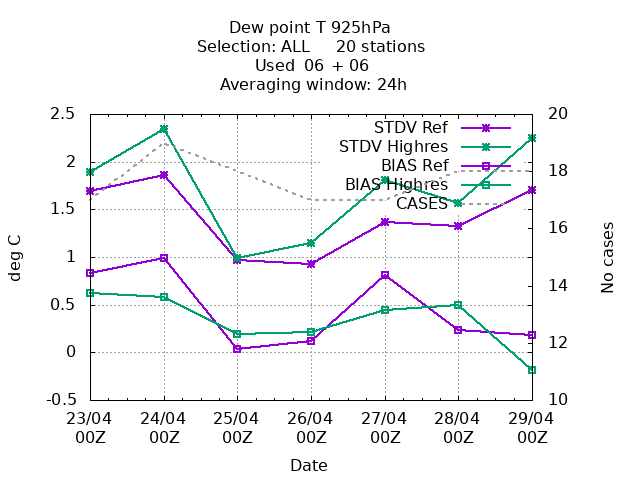 Dew point T 925hPa
Selection: ALL     20 stations
Used  06 + 06
Averaging window: 24h
STDV Ref
STDV Highres
BIAS Ref
BIAS Highres
CASES
2.5
2
1.5
1
0.5
0
-0.5
20
18
16
14
12
10
deg C
No cases
23/04 24/04 25/04 26/04 27/04 28/04 29/04
00Z 00Z 00Z 00Z 00Z 00Z 00Z
Date